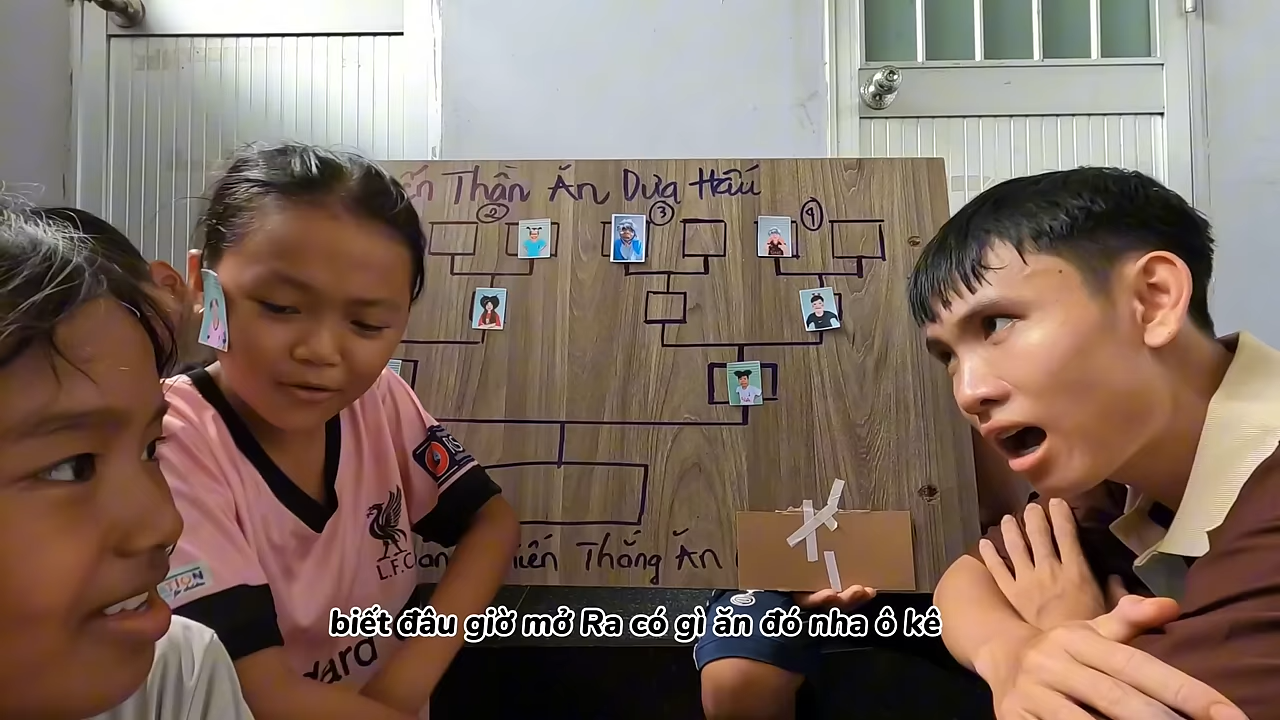 Thần Ăn Dưa Hấu
② ③ ④
L.F.C
Thắng Ăn
biết đâu giờ mở Ra có gì ăn đó nha ô kê